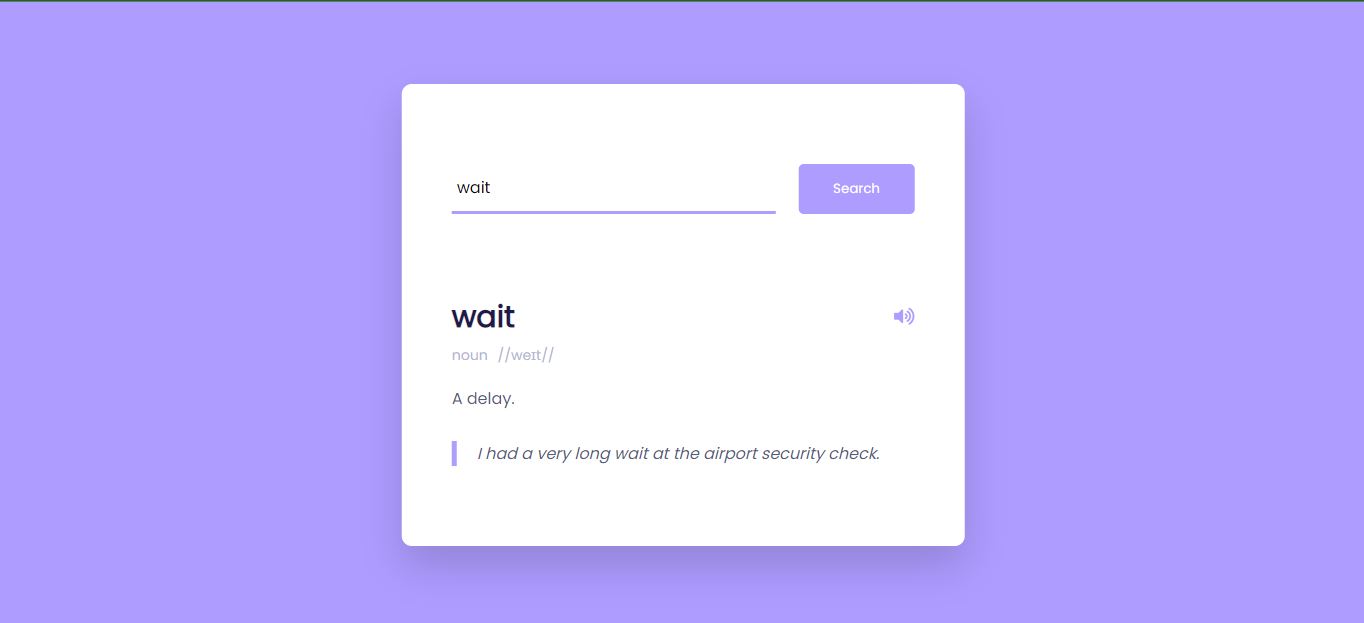 wait
Search
wait
noun //weɪt//
A delay.
I had a very long wait at the airport security check.